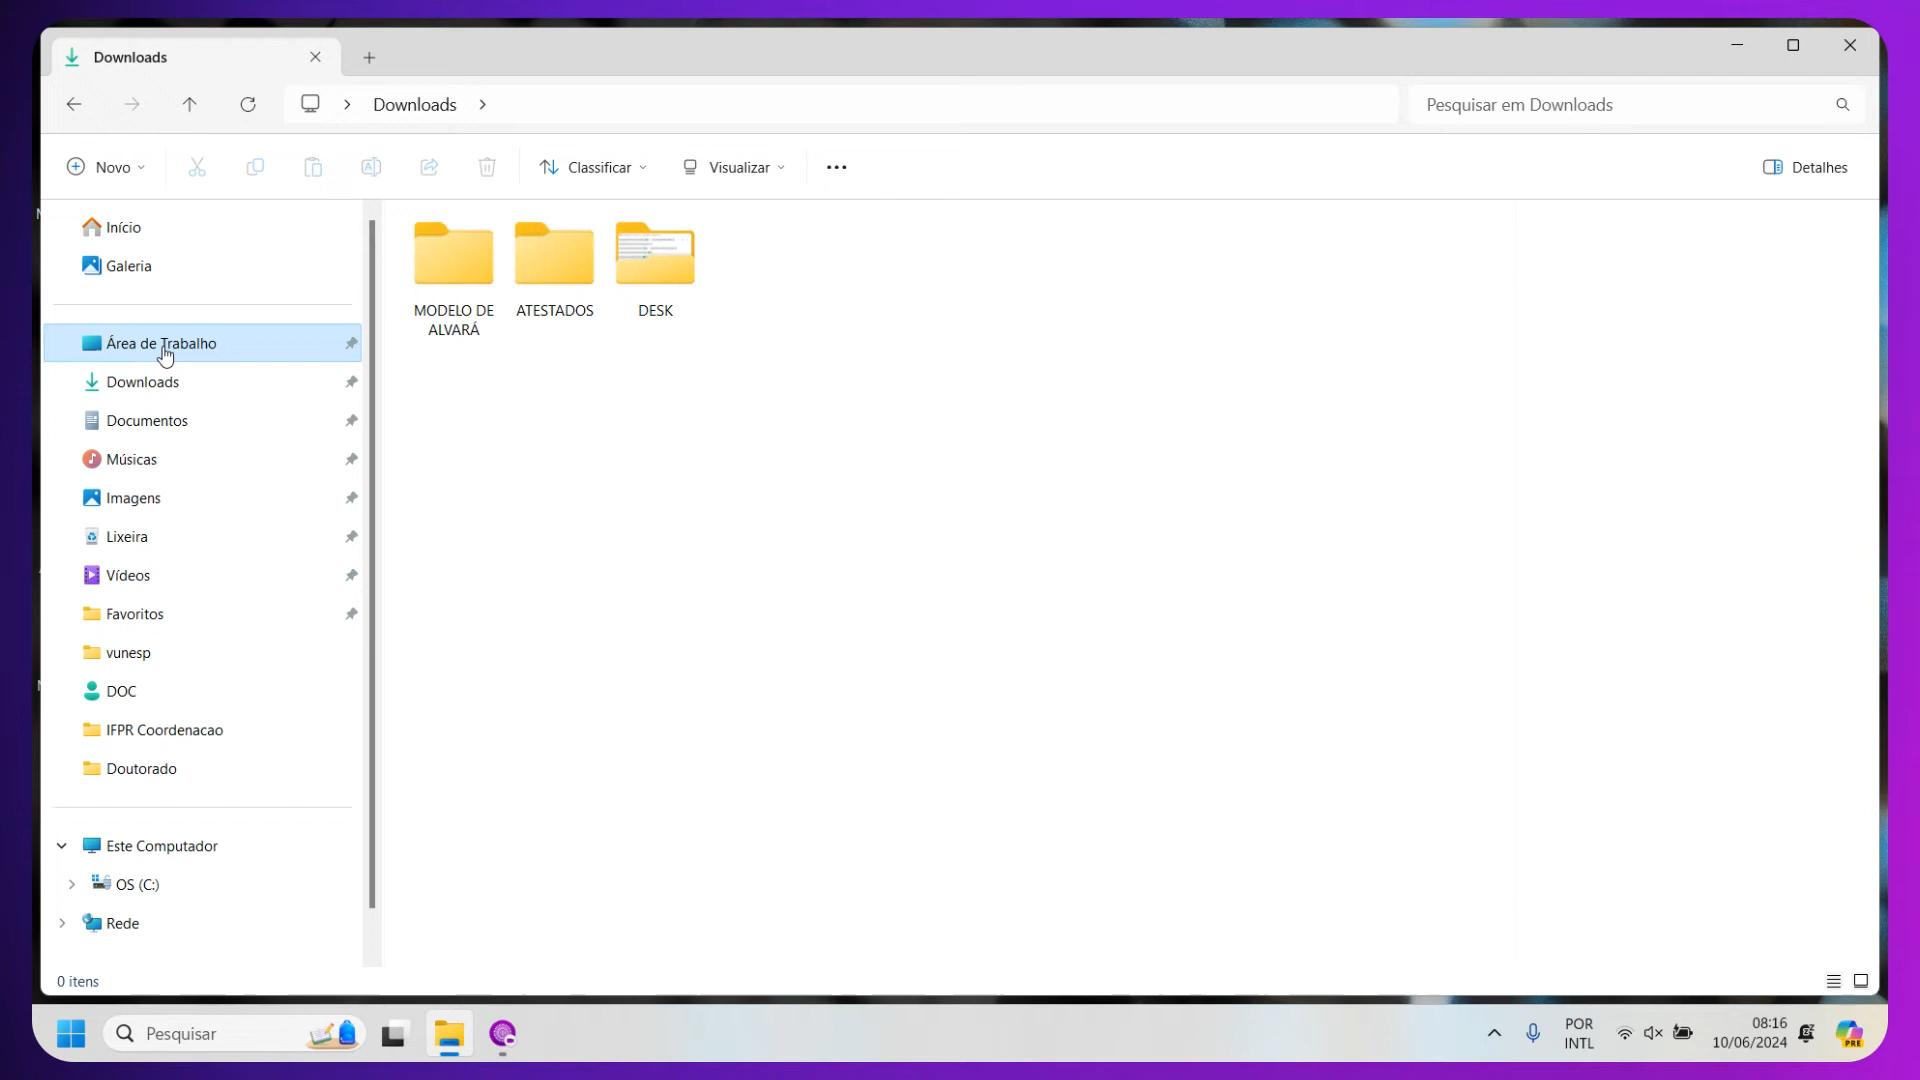 Downloads
Downloads
Pesquisar em Downloads
Novo
Classificar
Visualizar
Detalhes
Início
Galeria
Área de Trabalho
Downloads
Documentos
Músicas
Imagens
Lixeira
Vídeos
Favoritos
vunesp
DOC
IFPR Coordenacao
Doutorado
Este Computador
OS (C:)
Rede
MODELO DE
ALVARÁ
ATESTADOS
DESK
0 itens
Pesquisar
POR
INTL
08:16
10/06/2024
PRE